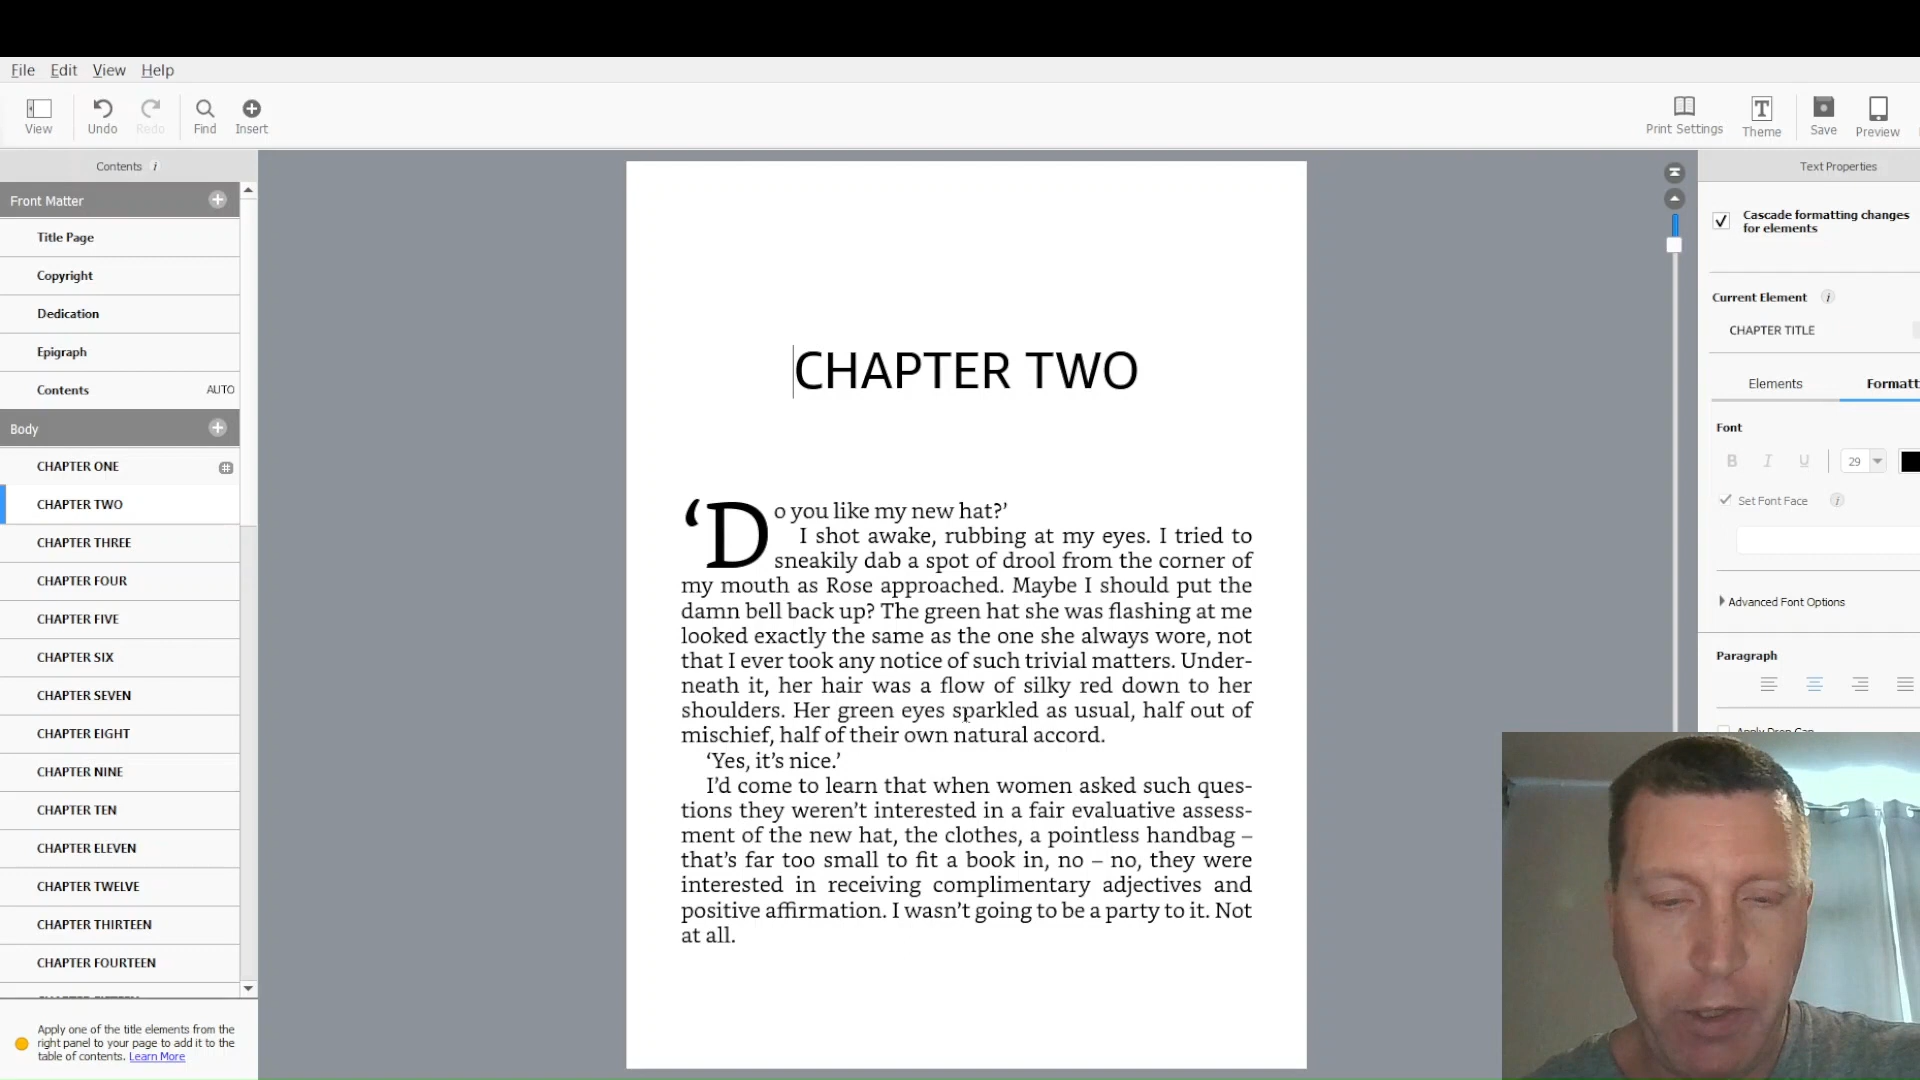 File Edit View Help
View Undo Redo Find Insert Print Settings Theme Save Preview
Contents i
Front Matter
Title Page
Copyright
Dedication
Epigraph
Contents AUTO
Body
CHAPTER ONE
CHAPTER TWO
CHAPTER THREE
CHAPTER FOUR
CHAPTER FIVE
CHAPTER SIX
CHAPTER SEVEN
CHAPTER EIGHT
CHAPTER NINE
CHAPTER TEN
CHAPTER ELEVEN
CHAPTER TWELVE
CHAPTER THIRTEEN
CHAPTER FOURTEEN
Apply one of the title elements from the
right panel to your page to add it to the
table of contents. Learn More
CHAPTER TWO
‘Do you like my new hat?’
I shot awake, rubbing at my eyes. I tried to
sneakily dab a spot of drool from the corner of
my mouth as Rose approached. Maybe I should put the
damn bell back up? The green hat she was flashing at me
looked exactly the same as the one she always wore, not
that I ever took any notice of such trivial matters. Under-
neath it, her hair was a flow of silky red down to her
shoulders. Her green eyes sparkled as usual, half out of
mischief, half of their own natural accord.
‘Yes, it’s nice.’
I’d come to learn that when women asked such ques-
tions they weren’t interested in a fair evaluative assess-
ment of the new hat, the clothes, a pointless handbag –
that’s far too small to fit a book in, no – no, they were
interested in receiving complimentary adjectives and
positive affirmation. I wasn’t going to be a party to it. Not
at all.
Text Properties
Cascade formatting changes
for elements
Current Element i
CHAPTER TITLE
Elements Formatt
Font
B I U 29
Set Font Face i
Advanced Font Options
Paragraph